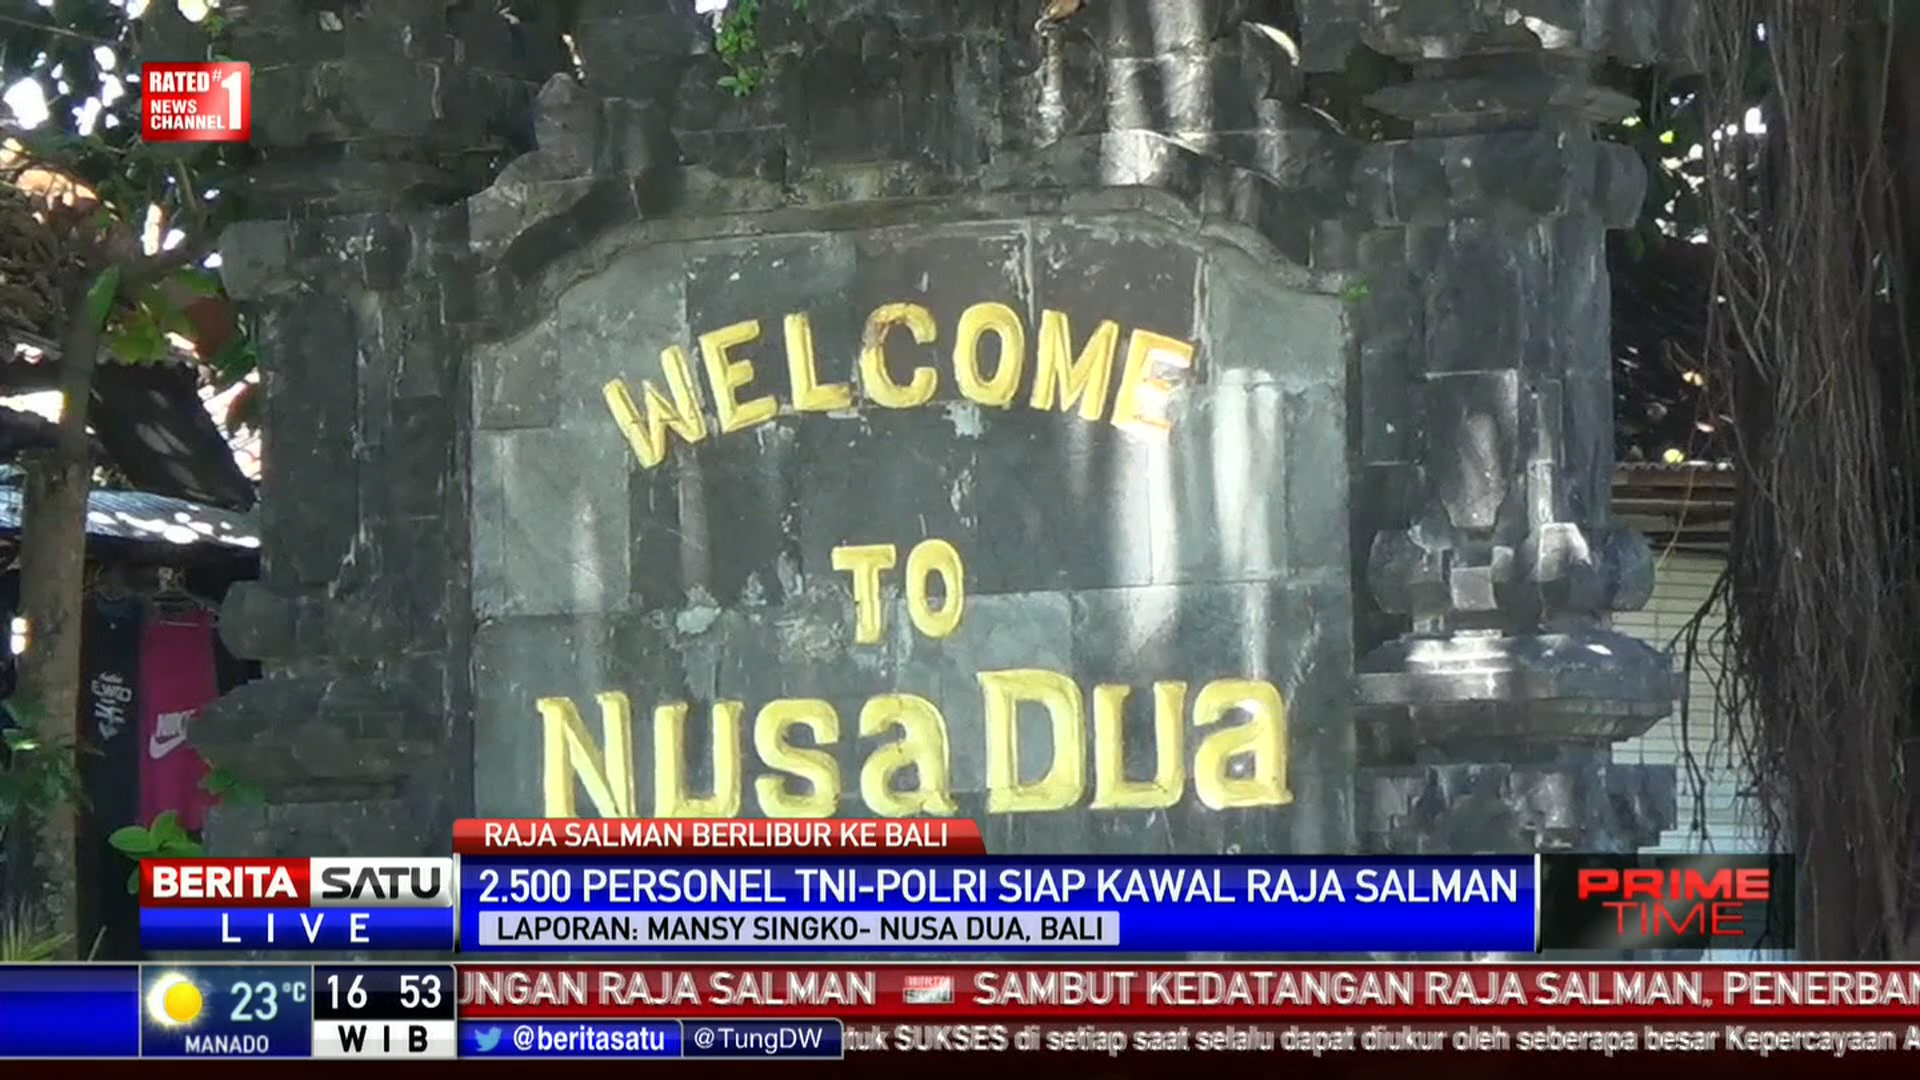 RATED #1
NEWS
CHANNEL
WELCOME
TO
NUSA DUA
NIKE
RAJA SALMAN BERLIBUR KE BALI
BERITA SATU
LIVE
2.500 PERSONEL TNI-POLRI SIAP KAWAL RAJA SALMAN
LAPORAN: MANSY SINGKO- NUSA DUA, BALI
PRIME
TIME
23°C
MANADO
16 53
WIB
UNGAN RAJA SALMAN
SAMBUT KEDATANGAN RAJA SALMAN, PENERBAN
@beritasatu
@TungDW
tuk SUKSES di setiap saat selalu dapat diukur oleh seberapa besar Kepercayaan A